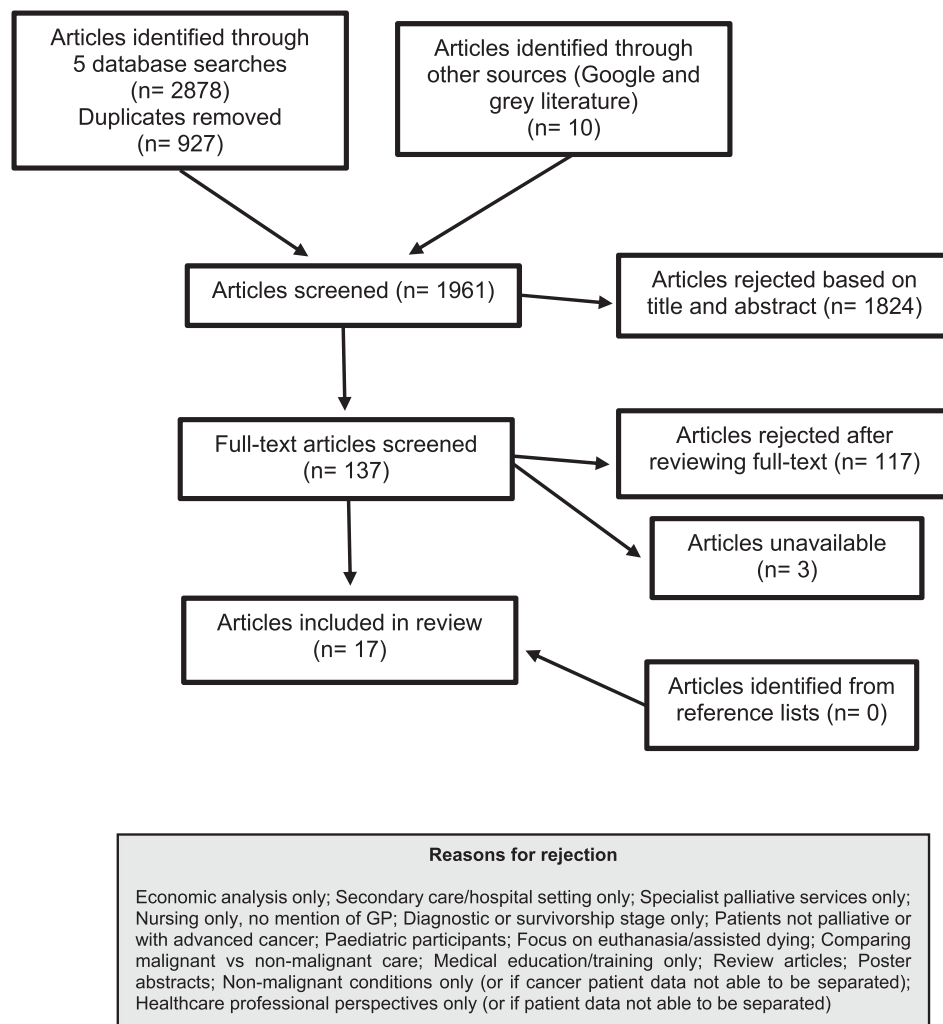 Articles identified through
5 database searches
(n= 2878)
Duplicates removed
(n= 927)
Articles identified through
other sources (Google and
grey literature)
(n= 10)
Articles screened (n= 1961)
Articles rejected based on
title and abstract (n= 1824)
Full-text articles screened
(n= 137)
Articles rejected after
reviewing full-text (n= 117)
Articles unavailable
(n= 3)
Articles included in review
(n= 17)
Articles identified from
reference lists (n= 0)
Reasons for rejection
Economic analysis only; Secondary care/hospital setting only; Specialist palliative services only;
Nursing only, no mention of GP; Diagnostic or survivorship stage only; Patients not palliative or
with advanced cancer; Paediatric participants; Focus on euthanasia/assisted dying; Comparing
malignant vs non-malignant care; Medical education/training only; Review articles; Poster
abstracts; Non-malignant conditions only (or if cancer patient data not able to be separated);
Healthcare professional perspectives only (or if patient data not able to be separated)